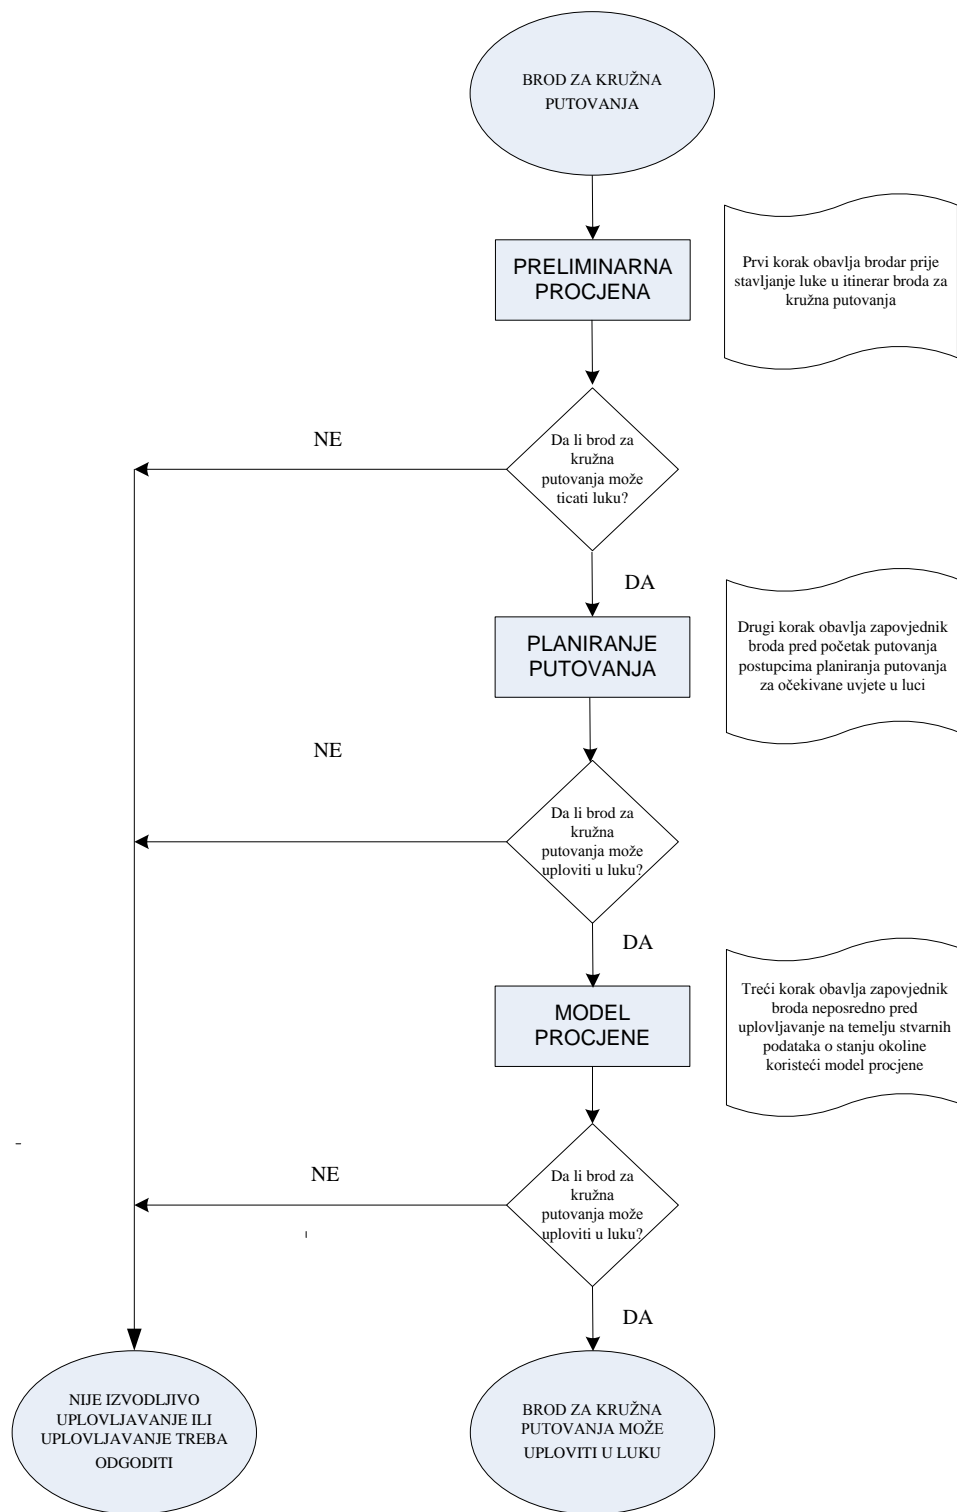 BROD ZA KRUŽNA
PUTOVANJA
PRELIMINARNA
PROCJENA
Prvi korak obavlja brodar prije
stavljanje luke u itinerar broda za
kružna putovanja
Da li brod za
kružna
putovanja može
ticati luku?
NE
DA
PLANIRANJE
PUTOVANJA
Drugi korak obavlja zapovjednik
broda pred početak putovanja
postupcima planiranja putovanja
za očekivane uvjete u luci
NE
Da li brod za
kružna
putovanja može
uploviti u luku?
DA
MODEL
PROCJENE
Treći korak obavlja zapovjednik
broda neposredno pred
uplovljavanje na temelju stvarnih
podataka o stanju okoline
koristeći model procjene
NE
Da li brod za
kružna
putovanja može
uploviti u luku?
DA
NIJE IZVODLJIVO
UPLOVLJAVANJE ILI
UPLOVLJAVANJE TREBA
ODGODITI
BROD ZA KRUŽNA
PUTOVANJA MOŽE
UPLOVITI U LUKU